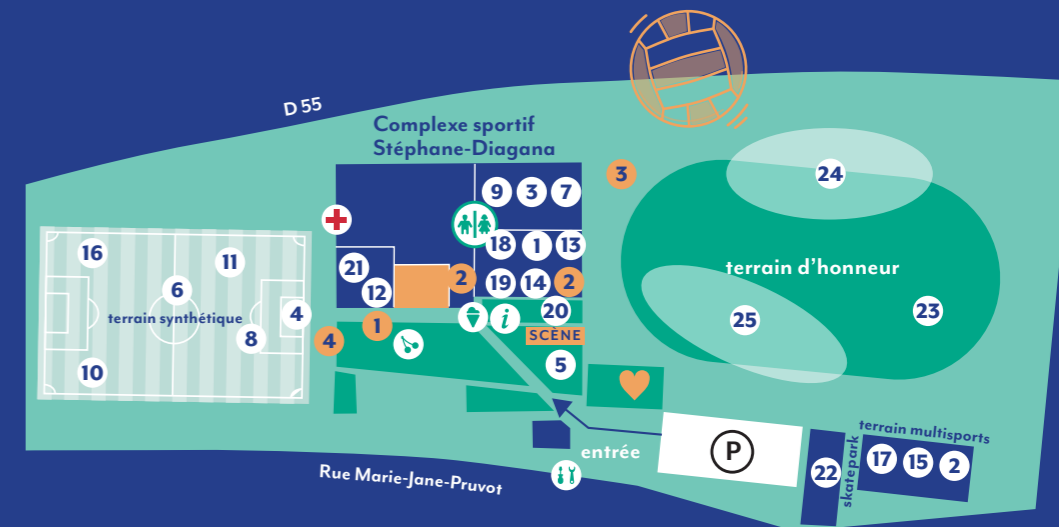 D 55
Complexe sportif
Stéphane-Diagana
3
24
9 3 7
16
11
18 1 13
21
12
2
19 14 2
terrain d'honneur
6
terrain synthétique
4
8
1
4
i
20
SCÈNE
25
23
10
5
entrée
P
terrain multisports
17 15 2
22
skatepark
Rue Marie-Jane-Pruvot